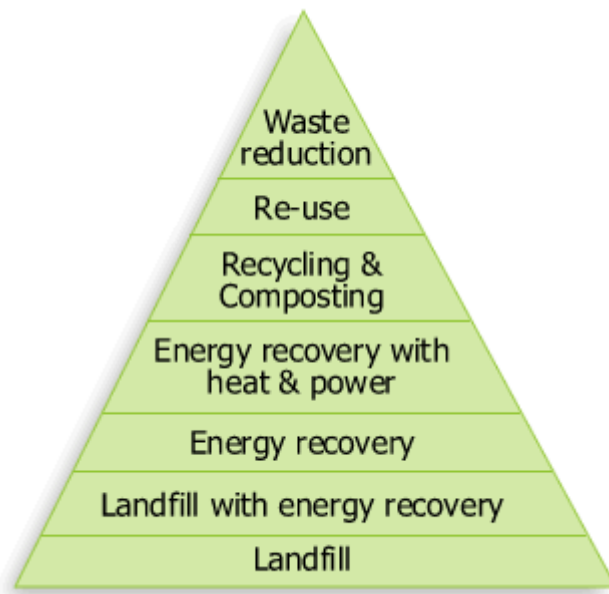 Waste
reduction
Re-use
Recycling &
Composting
Energy recovery with
heat & power
Energy recovery
Landfill with energy recovery
Landfill